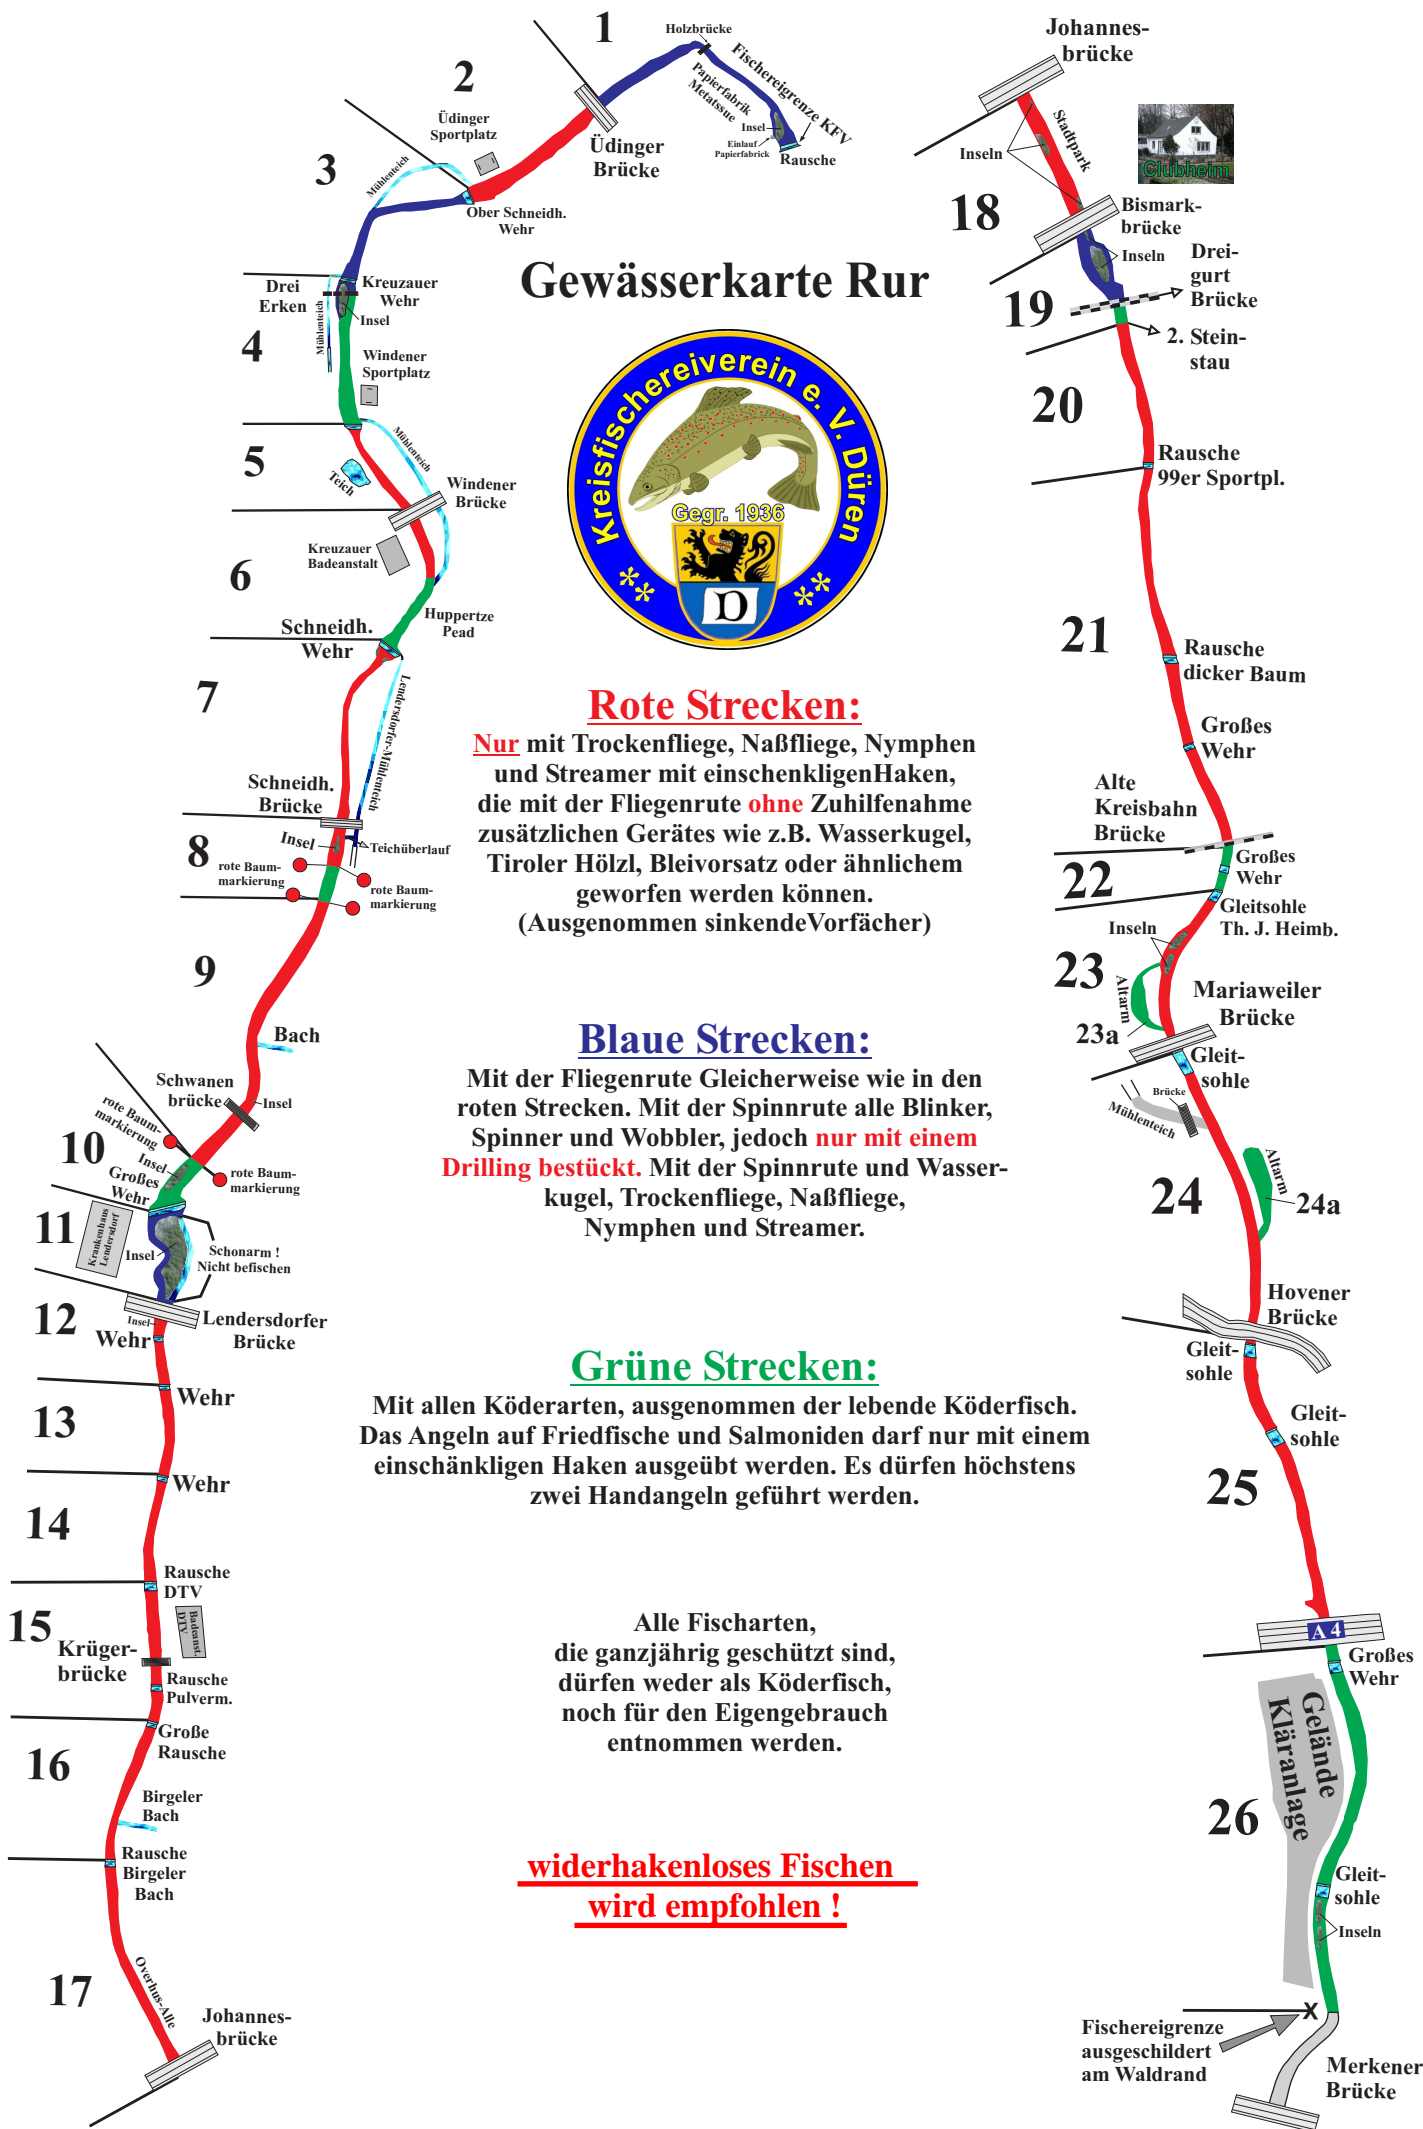 Gewässerkarte Rur
Kreisfischereiverein e. V. Düren
Gegr. 1936
D
1
Holzbrücke
Fischereigrenze KFV
Papierfabrik
Metatssue
Insel
Einlauf
Papierfabrick
Rausche
Üdinger
Brücke
2
Üdinger
Sportplatz
3
Mühlenteich
Ober Schneidh.
Wehr
Drei
Erken
Kreuzauer
Wehr
Insel
4
Mühlenteich
Windener
Sportplatz
5
Mühlenteich
Teich
Windener
Brücke
Kreuzauer
Badeanstalt
6
Huppertze
Pead
Schneidh.
Wehr
7
Lendersdorfer-Mühlenteich
Schneidh.
Brücke
8
Insel
Teichüberlauf
rote Baum-
markierung
rote Baum-
markierung
9
Bach
Schwanen
brücke
Insel
rote Baum-
markierung
10
Insel
Großes
Wehr
rote Baum-
markierung
11
Krankenhaus
Lendersdorf
Insel
Schonarm !
Nicht befischen
12
Insel
Wehr
Lendersdorfer
Brücke
Wehr
13
Wehr
14
Rausche
DTV
15
Badeanst.
DTV
Krüger-
brücke
Rausche
Pulverm.
Große
Rausche
16
Birgeler
Bach
Rausche
Birgeler
Bach
17
Overhus-Alle
Johannes-
brücke
Rote Strecken:
Nur mit Trockenfliege, Naßfliege, Nymphen
und Streamer mit einschenkligenHaken,
die mit der Fliegenrute ohne Zuhilfenahme
zusätzlichen Gerätes wie z.B. Wasserkugel,
Tiroler Hölzl, Bleivorsatz oder ähnlichem
geworfen werden können.
(Ausgenommen sinkendeVorfächer)
Blaue Strecken:
Mit der Fliegenrute Gleicherweise wie in den
roten Strecken. Mit der Spinnrute alle Blinker,
Spinner und Wobbler, jedoch nur mit einem
Drilling bestückt. Mit der Spinnrute und Wasser-
kugel, Trockenfliege, Naßfliege,
Nymphen und Streamer.
Grüne Strecken:
Mit allen Köderarten, ausgenommen der lebende Köderfisch.
Das Angeln auf Friedfische und Salmoniden darf nur mit einem
einschänkligen Haken ausgeübt werden. Es dürfen höchstens
zwei Handangeln geführt werden.
Alle Fischarten,
die ganzjährig geschützt sind,
dürfen weder als Köderfisch,
noch für den Eigengebrauch
entnommen werden.
widerhakenloses Fischen
wird empfohlen !
Johannes-
brücke
Stadtpark
Inseln
Clubheim
18
Bismark-
brücke
Inseln
Drei-
gurt
Brücke
19
2. Stein-
stau
20
Rausche
99er Sportpl.
21
Rausche
dicker Baum
Großes
Wehr
Alte
Kreisbahn
Brücke
Großes
Wehr
22
Gleitsohle
Th. J. Heimb.
Inseln
23
Altarm
23a
Mariaweiler
Brücke
Gleit-
sohle
Brücke
Mühlenteich
Altarm
24
24a
Hovener
Brücke
Gleit-
sohle
Gleit-
sohle
25
A 4
Großes
Wehr
Gelände
Kläranlage
26
Gleit-
sohle
Inseln
X
Fischereigrenze
ausgeschildert
am Waldrand
Merkener
Brücke